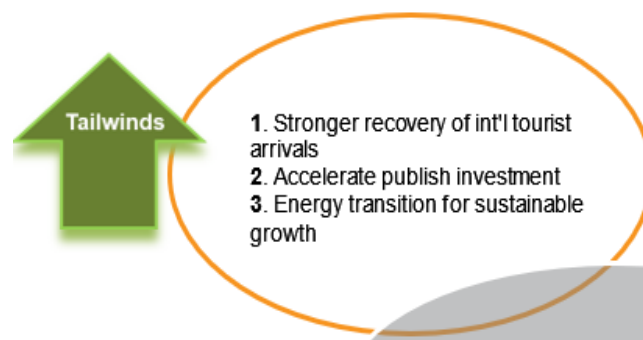 Tailwinds
1. Stronger recovery of int'l tourist
arrivals
2. Accelerate publish investment
3. Energy transition for sustainable
growth